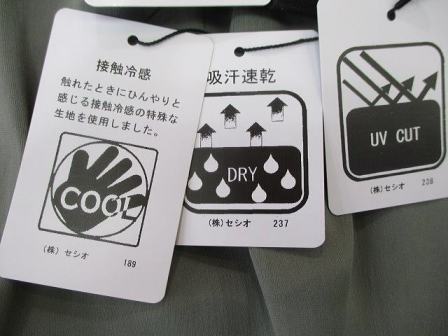 接触冷感
触れたときにひんやりと
感じる接触冷感の特殊な
生地を使用しました。
COOL
(株) セシオ 189
吸汗速乾
DRY
(株) セシオ 237
UV CUT
(株) セシオ 238